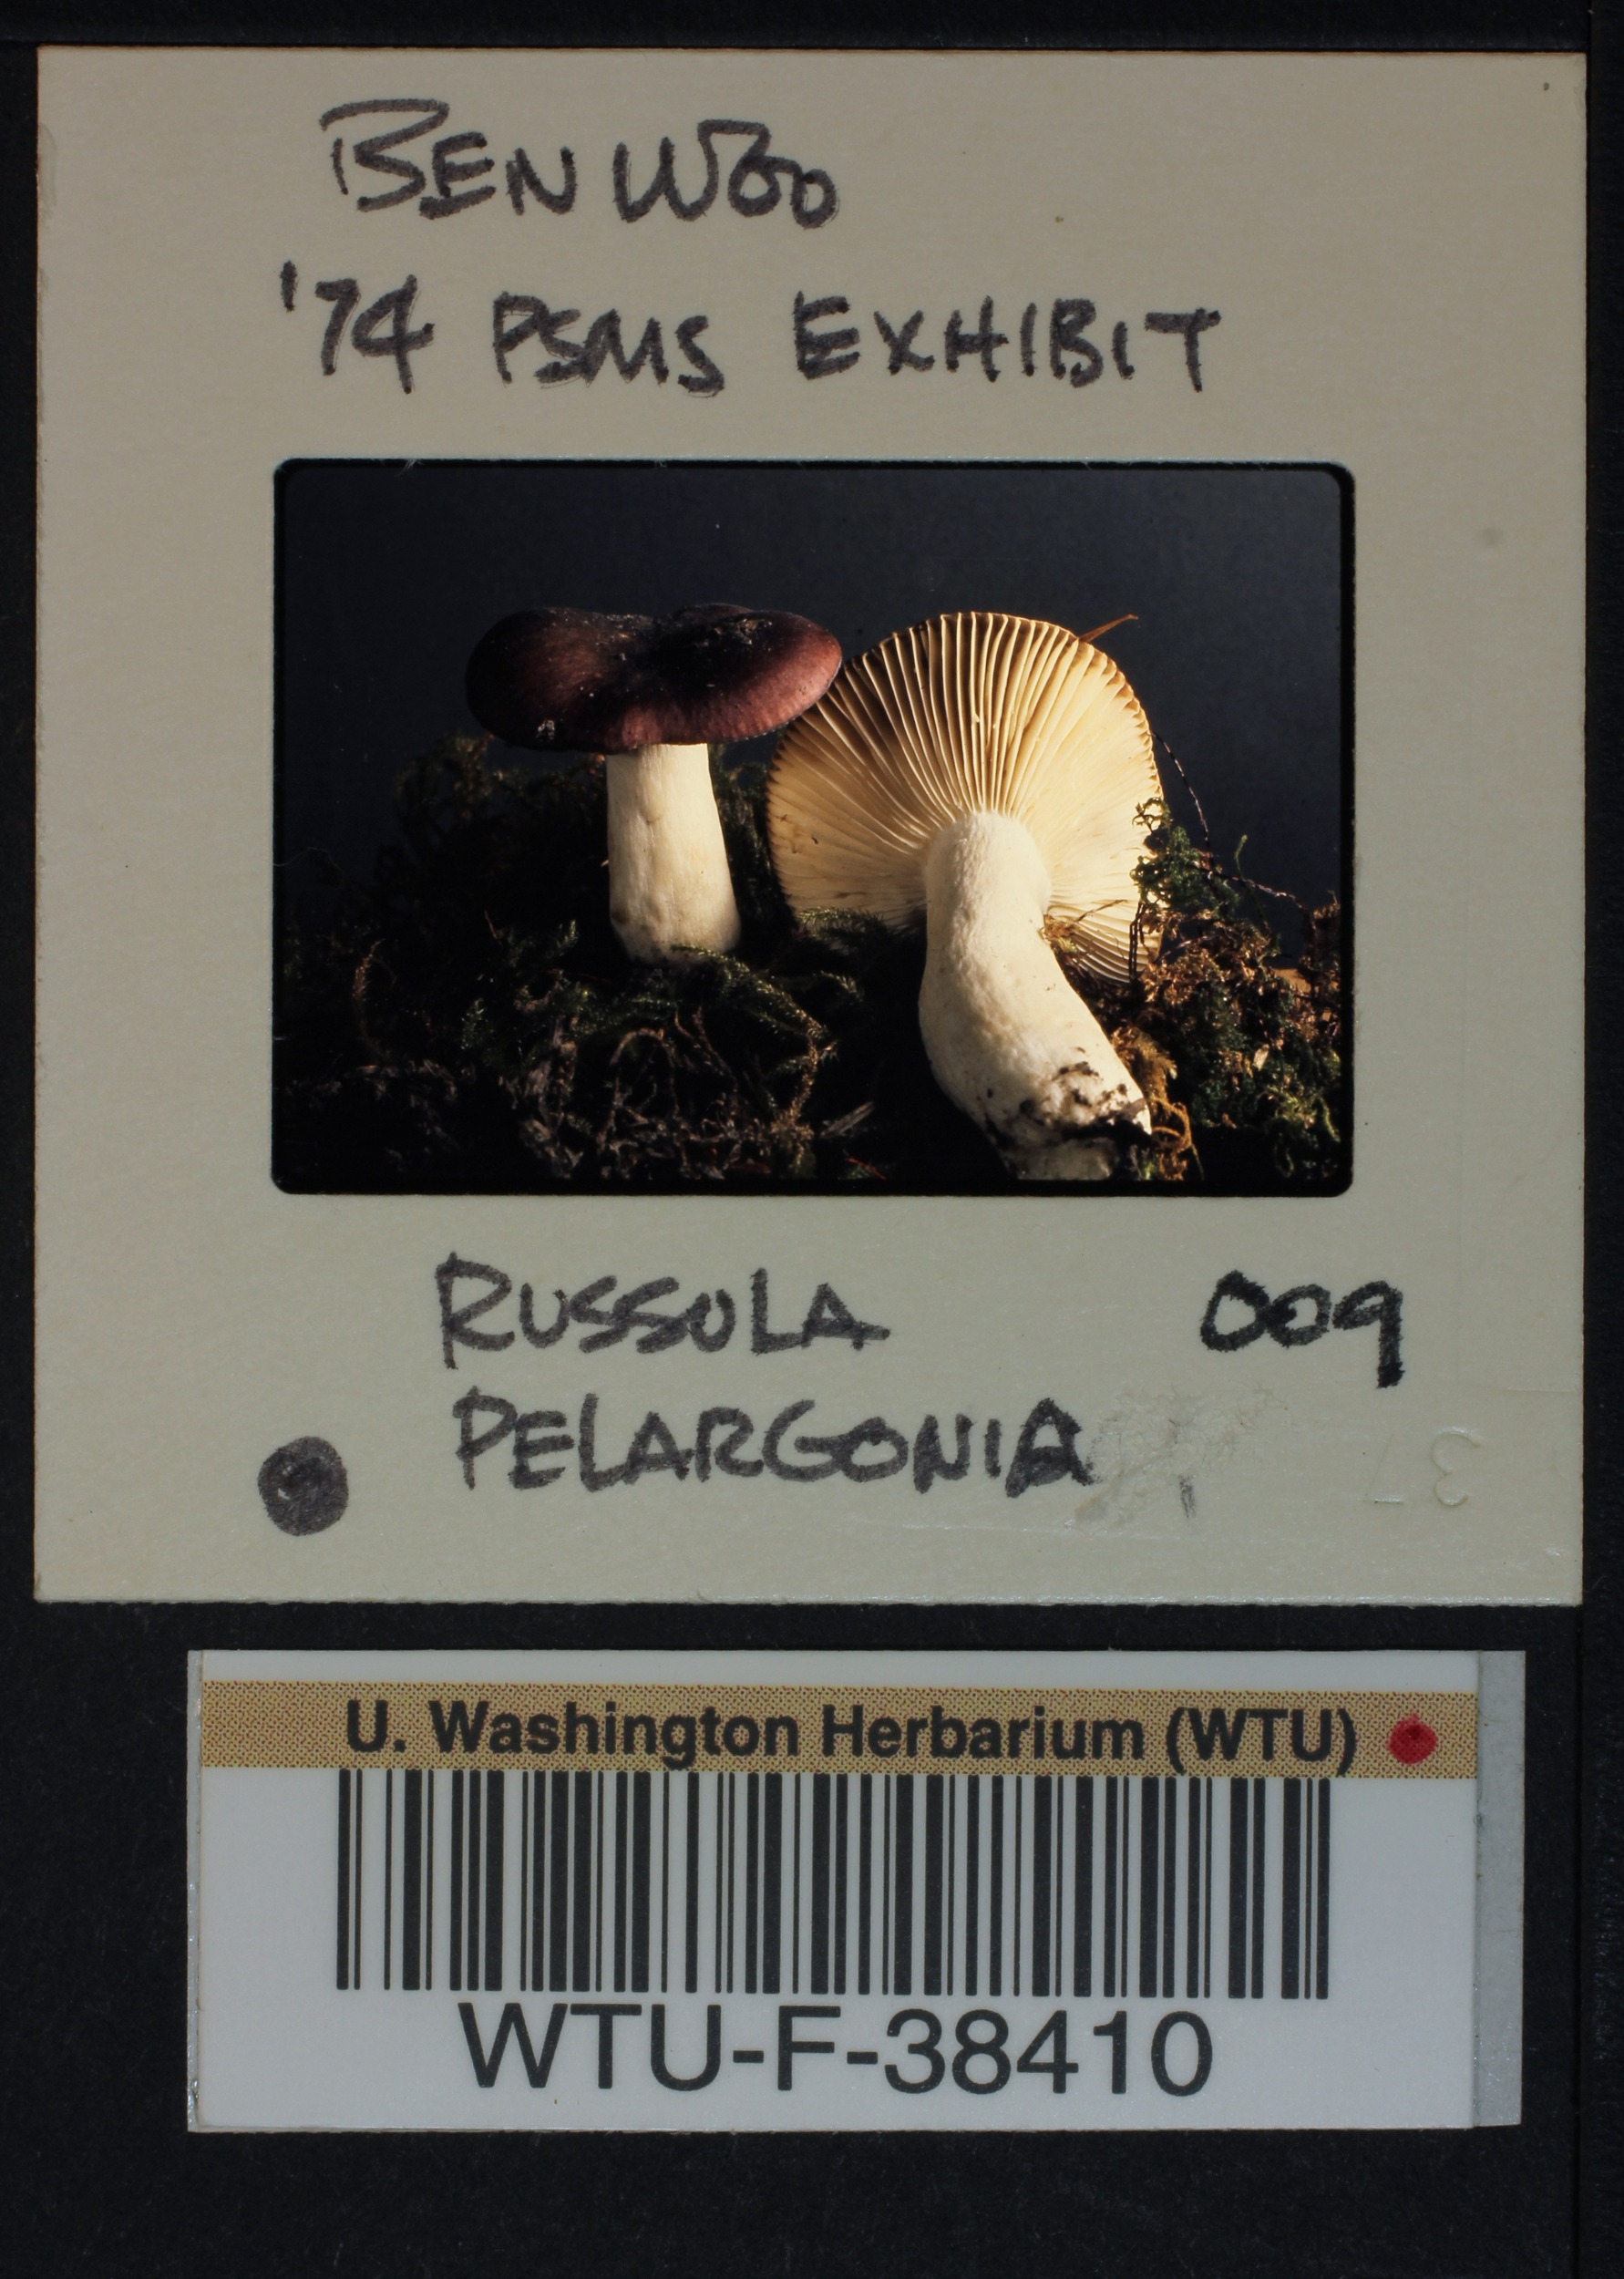 BEN WOO
'74 PSMS EXHIBIT
RUSSULA 009
PELARGONIA
37
U. Washington Herbarium (WTU)
WTU-F-38410